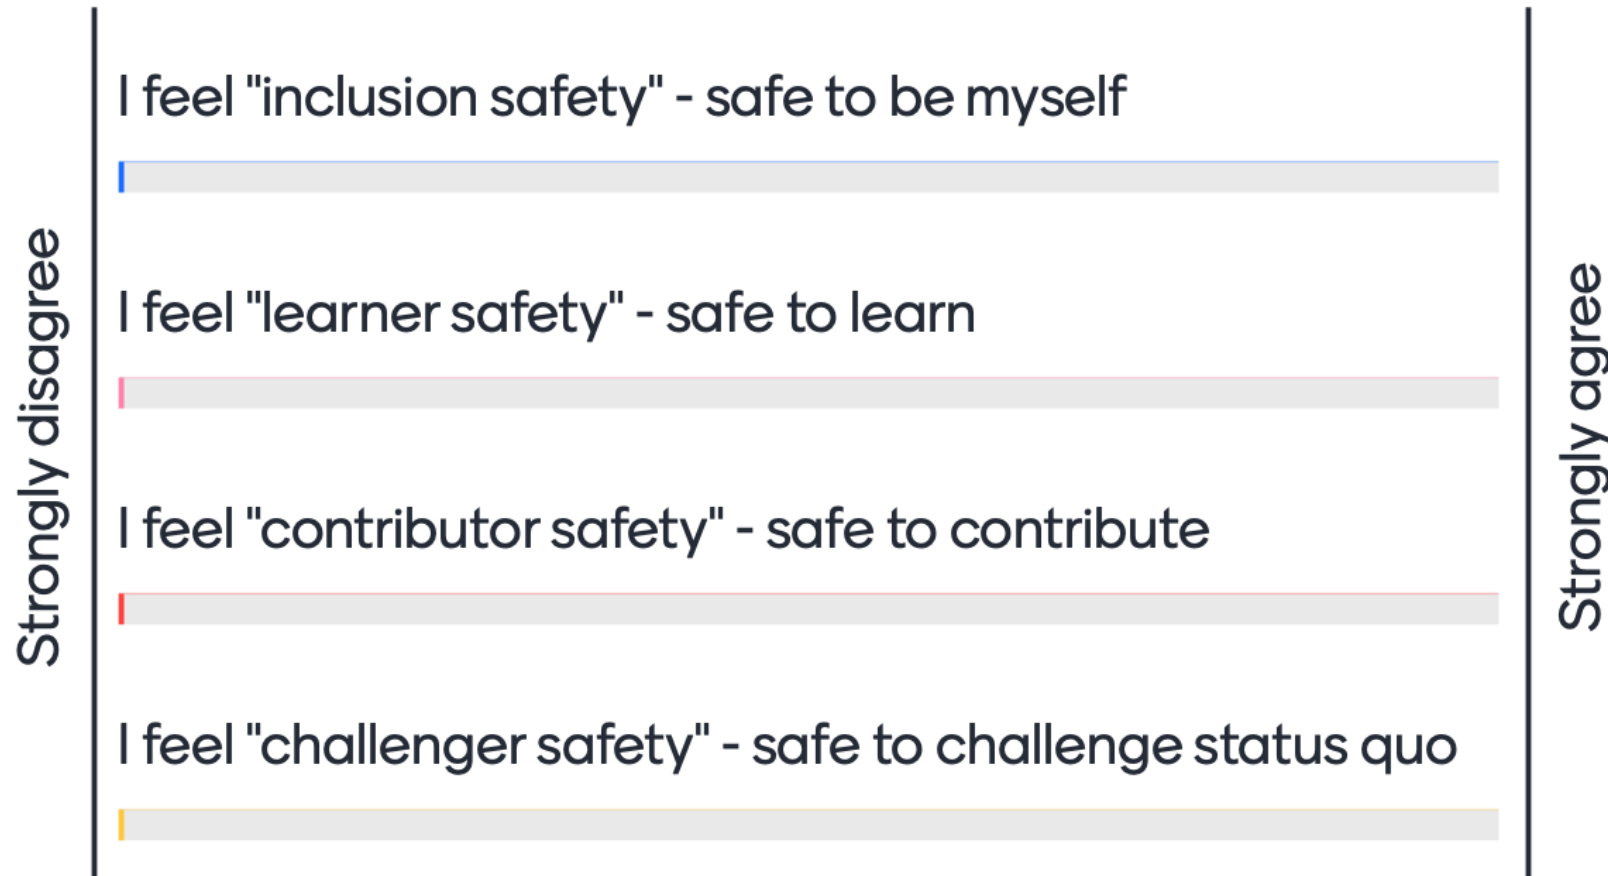 Strongly disagree
I feel "inclusion safety" - safe to be myself
I feel "learner safety" - safe to learn
I feel "contributor safety" - safe to contribute
I feel "challenger safety" - safe to challenge status quo
Strongly agree